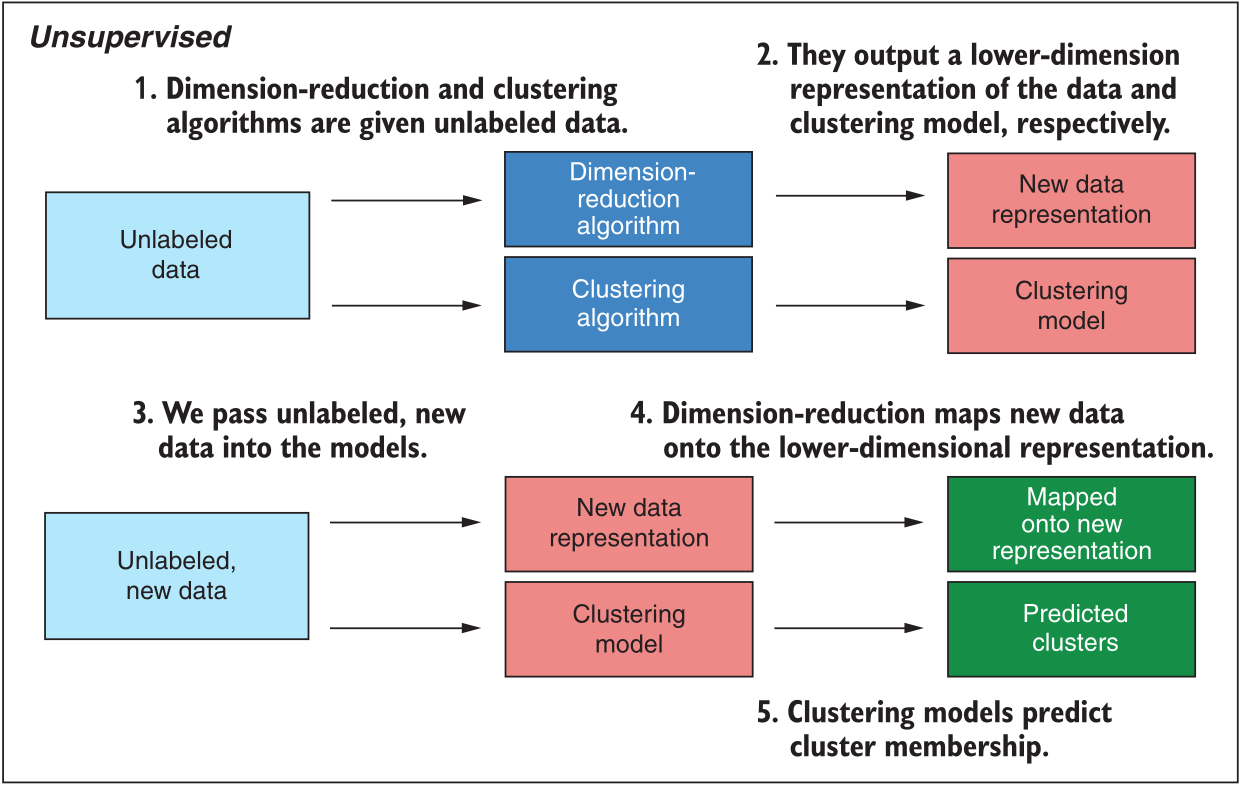 Unsupervised
1. Dimension-reduction and clustering
algorithms are given unlabeled data.
2. They output a lower-dimension
representation of the data and
clustering model, respectively.
Unlabeled
data
Dimension-
reduction
algorithm
New data
representation
Clustering
algorithm
Clustering
model
3. We pass unlabeled, new
data into the models.
4. Dimension-reduction maps new data
onto the lower-dimensional representation.
Unlabeled,
new data
New data
representation
Mapped
onto new
representation
Clustering
model
Predicted
clusters
5. Clustering models predict
cluster membership.